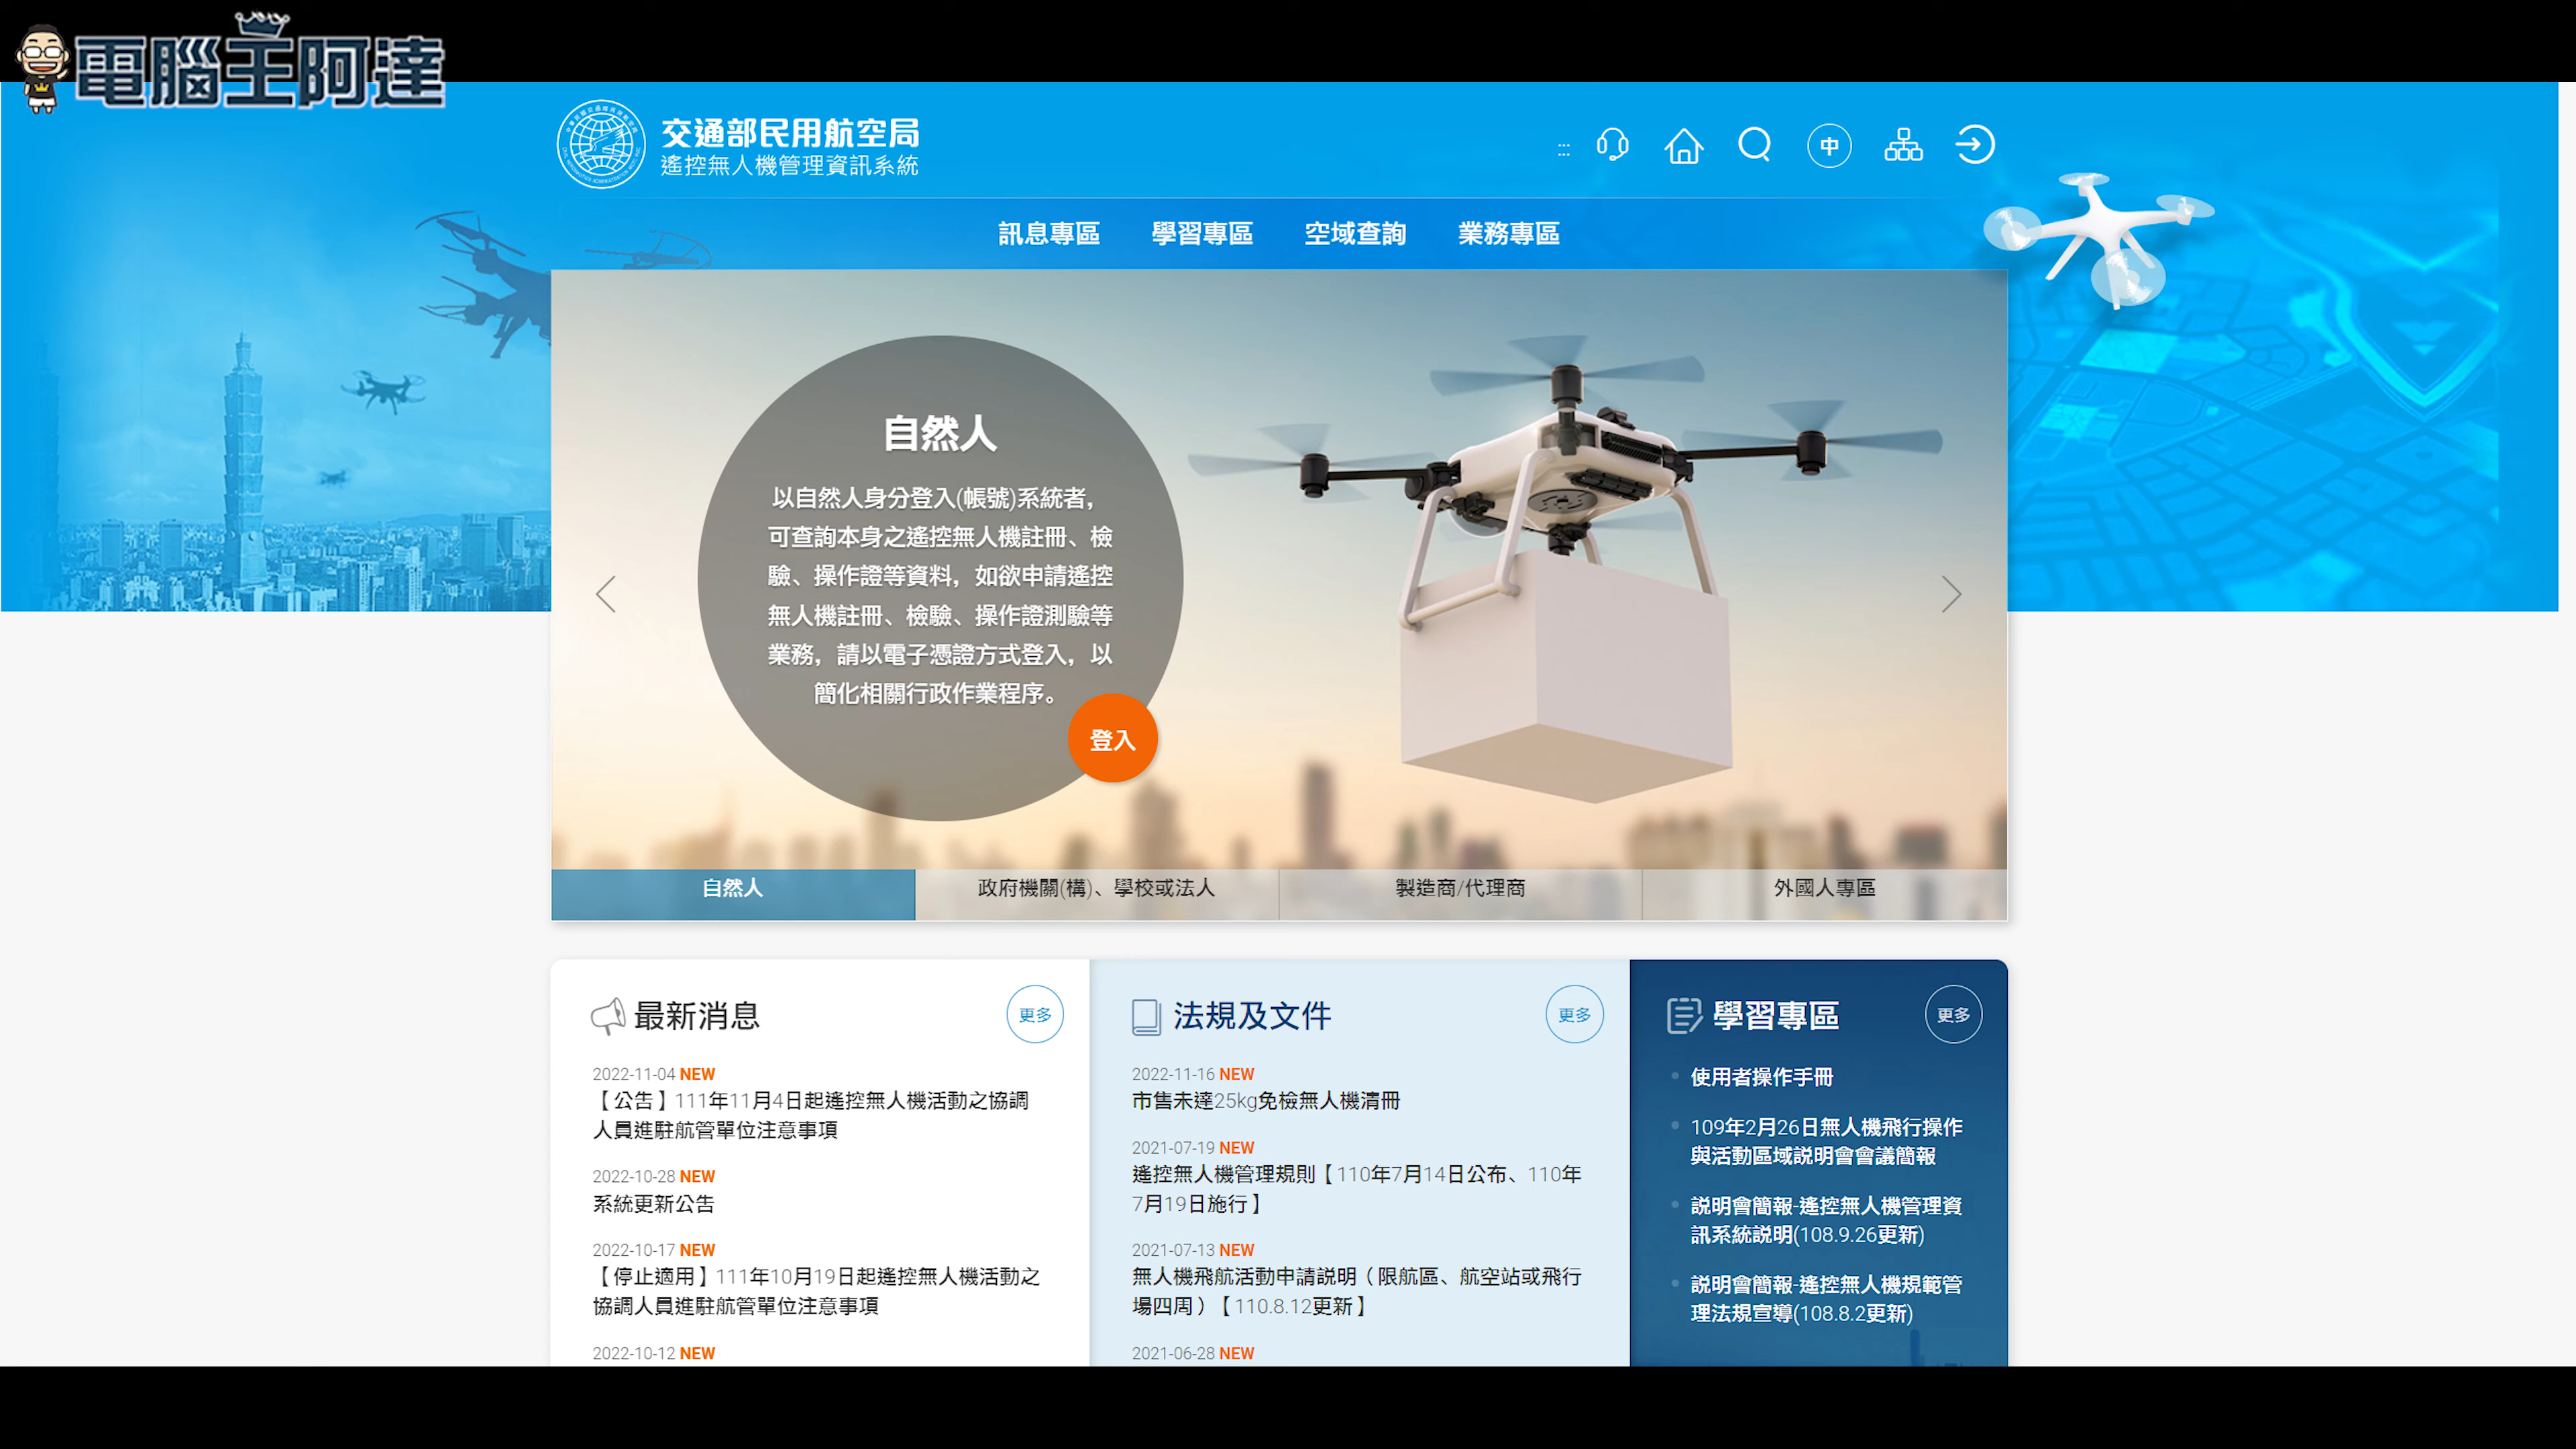 電腦王阿達
交通部民用航空局
遙控無人機管理資訊系統
:::
中
訊息專區
學習專區
空域查詢
業務專區
自然人
以自然人身分登入(帳號)系統者，
可查詢本身之遙控無人機註冊、檢
驗、操作證等資料，如欲申請遙控
無人機註冊、檢驗、操作證測驗等
業務，請以電子憑證方式登入，以
簡化相關行政作業程序。
登入
自然人
政府機關(構)、學校或法人
製造商/代理商
外國人專區
最新消息
更多
2022-11-04 NEW
【公告】111年11月4日起遙控無人機活動之協調
人員進駐航管單位注意事項
2022-10-28 NEW
系統更新公告
2022-10-17 NEW
【停止適用】111年10月19日起遙控無人機活動之
協調人員進駐航管單位注意事項
2022-10-12 NEW
法規及文件
更多
2022-11-16 NEW
市售未達25kg免檢無人機清冊
2021-07-19 NEW
遙控無人機管理規則【110年7月14日公布、110年
7月19日施行】
2021-07-13 NEW
無人機飛航活動申請說明（限航區、航空站或飛行
場四周）【110.8.12更新】
2021-06-28 NEW
學習專區
更多
使用者操作手冊
109年2月26日無人機飛行操作
與活動區域說明會會議簡報
說明會簡報-遙控無人機管理資
訊系統說明(108.9.26更新)
說明會簡報-遙控無人機規範管
理法規宣導(108.8.2更新)